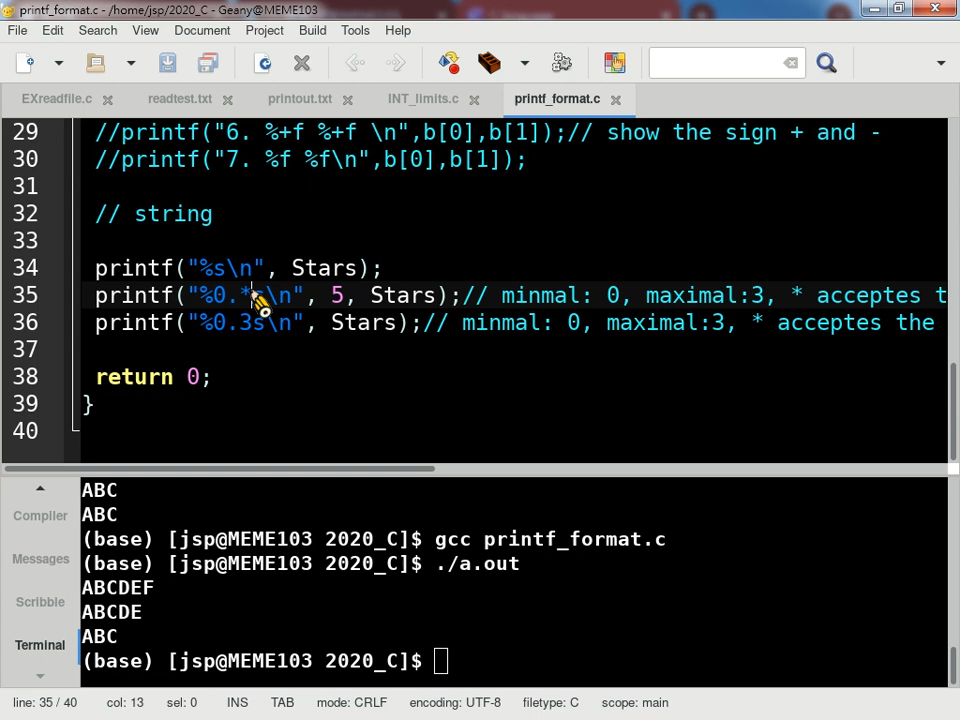 printf_format.c - /home/jsp/2020_C - Geany@MEME103
File Edit Search View Document Project Build Tools Help
EXreadfile.c readtest.txt printout.txt INT_limits.c printf_format.c
29 //printf("6. %+f %+f \n",b[0],b[1]);// show the sign + and -
30 //printf("7. %f %f\n",b[0],b[1]);
31
32 // string
33
34 printf("%s\n", Stars);
35 printf("%0.*s\n", 5, Stars);// minmal: 0, maximal:3, * acceptes t
36 printf("%0.3s\n", Stars);// minmal: 0, maximal:3, * acceptes the
37
38 return 0;
39 }
40
Compiler
Messages
Scribble
Terminal
ABC
ABC
(base) [jsp@MEME103 2020_C]$ gcc printf_format.c
(base) [jsp@MEME103 2020_C]$ ./a.out
ABCDEF
ABCDE
ABC
(base) [jsp@MEME103 2020_C]$
line: 35 / 40 col: 13 sel: 0 INS TAB mode: CRLF encoding: UTF-8 filetype: C scope: main